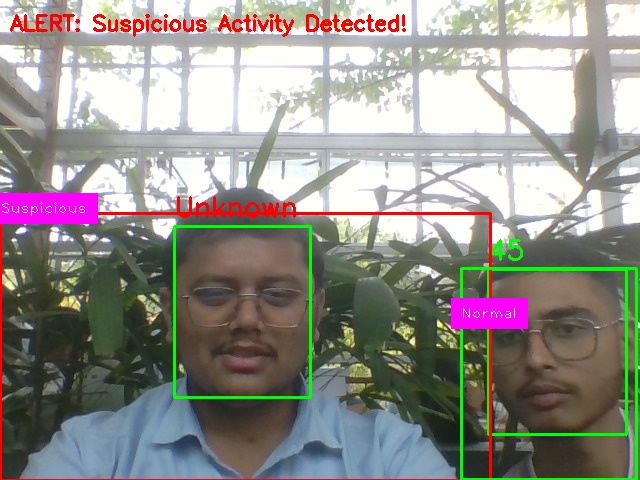 ALERT: Suspicious Activity Detected!
Suspicious
Unknown
45
Normal